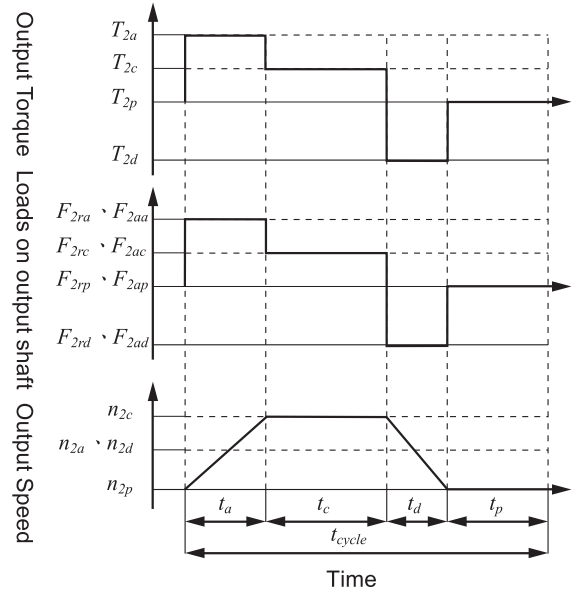 Output Torque
T2a
T2c
T2p
T2d
Loads on output shaft
F2ra、F2aa
F2rc、F2ac
F2rp、F2ap
F2rd、F2ad
Output Speed
n2c
n2a、n2d
n2p
ta
tc
td
tp
tcycle
Time